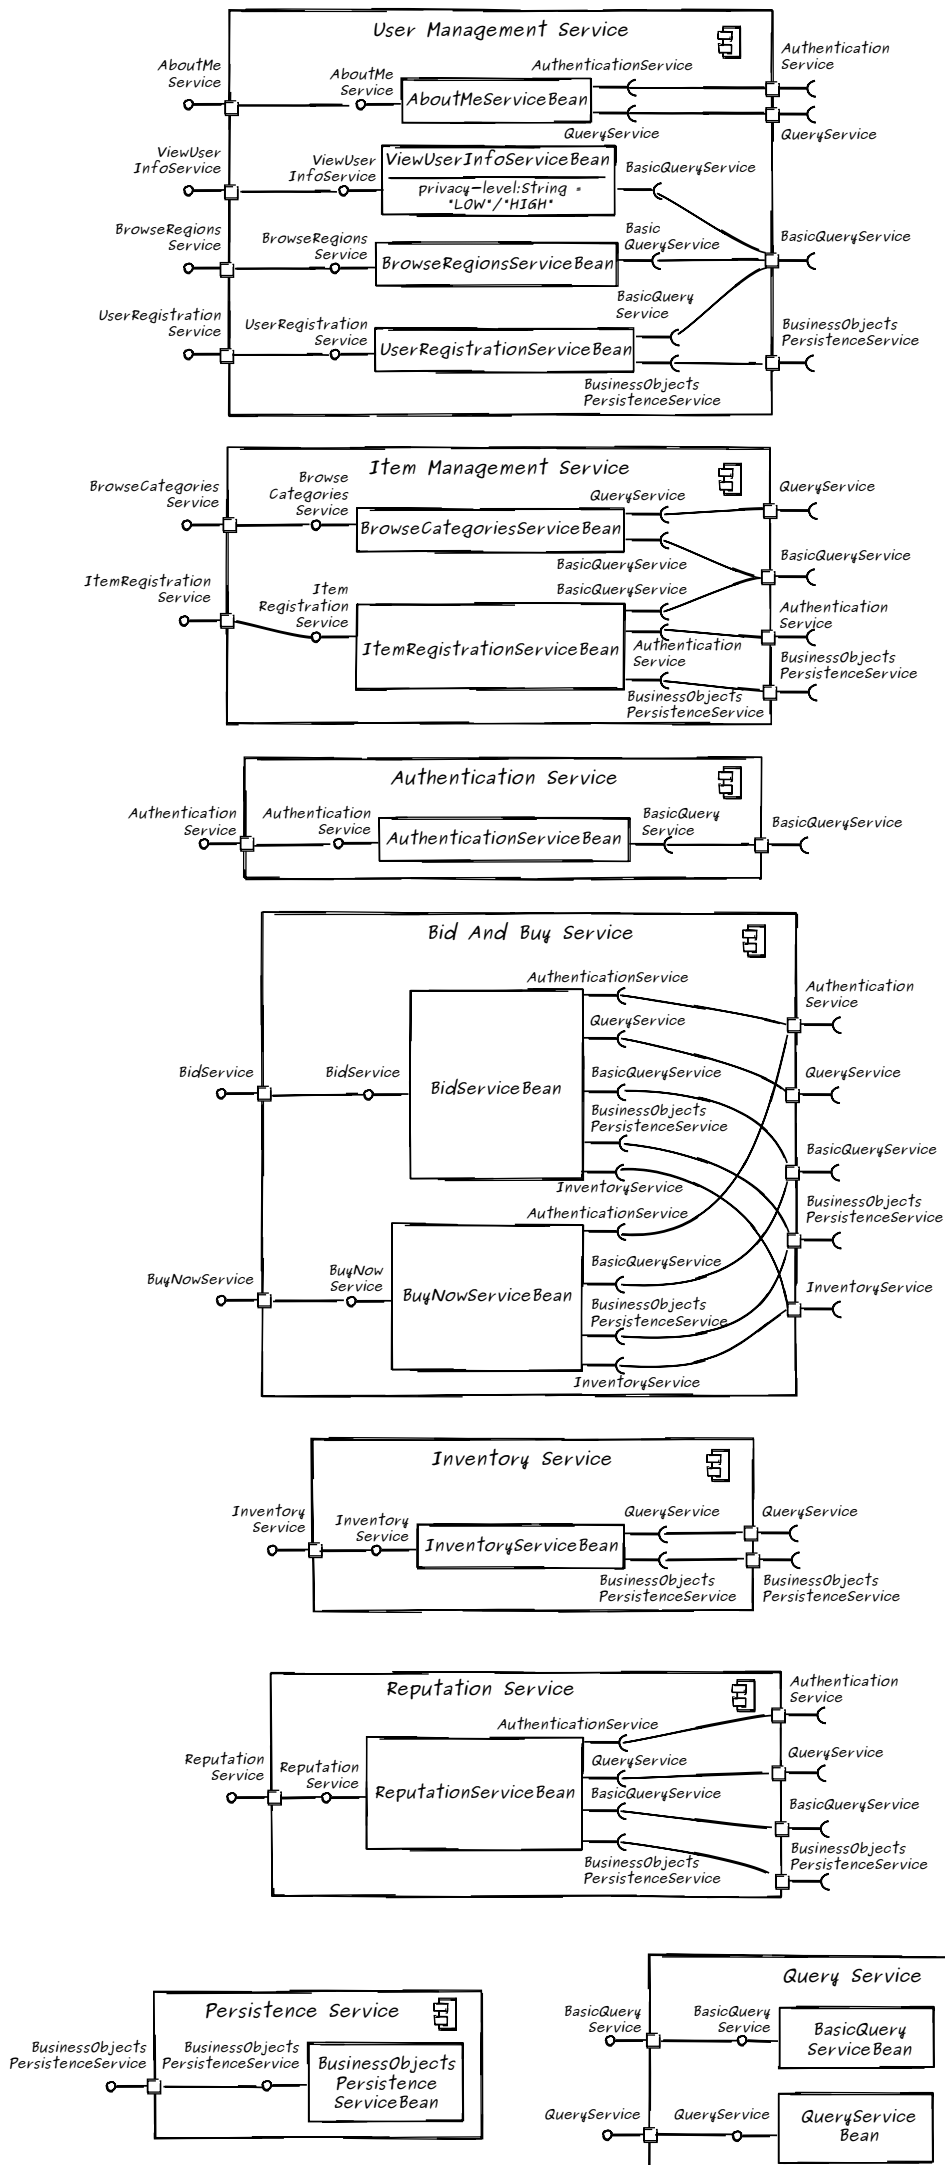 User Management Service
Authentication
Service
AboutMe
Service
AboutMe
Service
AuthenticationService
AboutMeServiceBean
QueryService
QueryService
ViewUser
InfoService
ViewUser
InfoService
ViewUserInfoServiceBean
privacy-level:String =
"LOW"/"HIGH"
BasicQueryService
BrowseRegions
Service
BrowseRegions
Service
BrowseRegionsServiceBean
Basic
QueryService
BasicQueryService
UserRegistration
Service
UserRegistration
Service
UserRegistrationServiceBean
BasicQuery
Service
BusinessObjects
PersistenceService
BusinessObjects
PersistenceService
Item Management Service
BrowseCategories
Service
Browse
Categories
Service
BrowseCategoriesServiceBean
QueryService
QueryService
BasicQueryService
BasicQueryService
BasicQueryService
ItemRegistration
Service
Item
Registration
Service
ItemRegistrationServiceBean
Authentication
Service
Authentication
Service
BusinessObjects
PersistenceService
BusinessObjects
PersistenceService
Authentication Service
Authentication
Service
Authentication
Service
AuthenticationServiceBean
BasicQuery
Service
BasicQueryService
Bid And Buy Service
BidService
BidService
BidServiceBean
AuthenticationService
QueryService
BasicQueryService
BusinessObjects
PersistenceService
InventoryService
Authentication
Service
QueryService
BasicQueryService
BusinessObjects
PersistenceService
InventoryService
BuyNowService
BuyNow
Service
BuyNowServiceBean
AuthenticationService
BasicQueryService
BusinessObjects
PersistenceService
InventoryService
Inventory Service
Inventory
Service
Inventory
Service
InventoryServiceBean
QueryService
QueryService
BusinessObjects
PersistenceService
BusinessObjects
PersistenceService
Reputation Service
Reputation
Service
Reputation
Service
ReputationServiceBean
AuthenticationService
QueryService
BasicQueryService
BusinessObjects
PersistenceService
Authentication
Service
QueryService
BasicQueryService
BusinessObjects
PersistenceService
Persistence Service
BusinessObjects
PersistenceService
BusinessObjects
PersistenceService
BusinessObjects
Persistence
ServiceBean
Query Service
BasicQuery
Service
BasicQuery
Service
BasicQuery
ServiceBean
QueryService
QueryService
QueryService
Bean